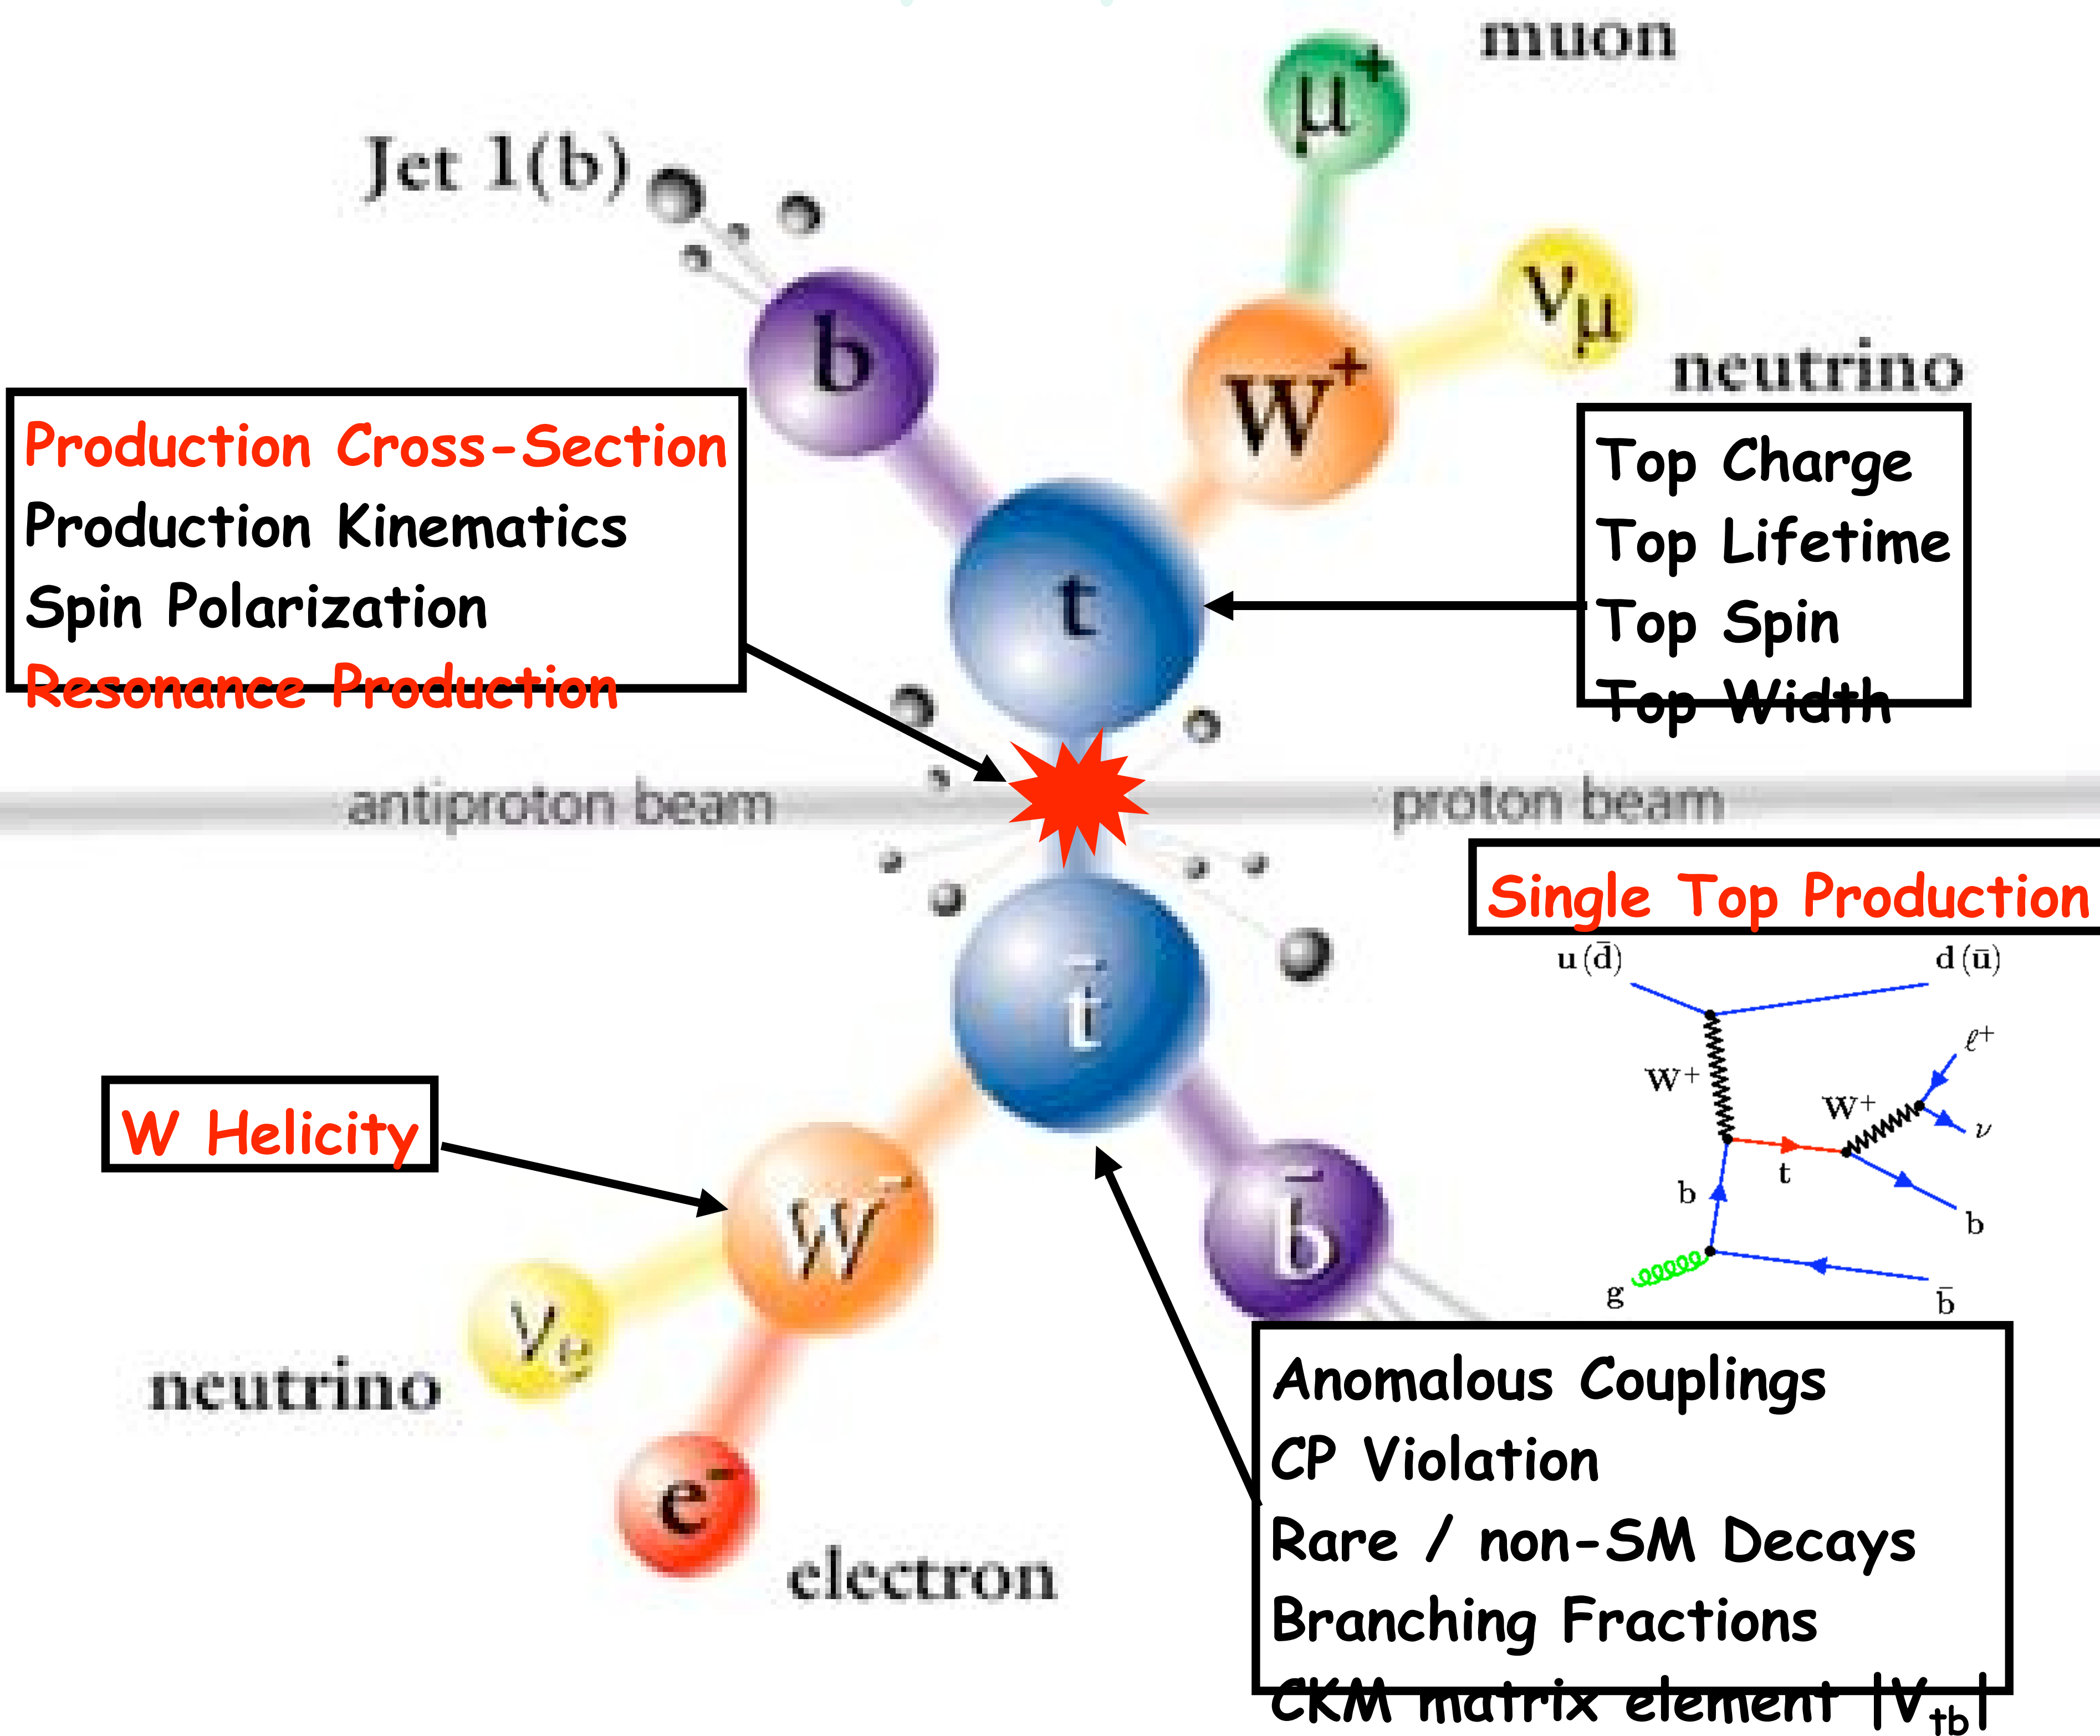 muon
μ+
Jet 1(b)
νμ
b
W+
neutrino
Production Cross-Section
Production Kinematics
Spin Polarization
Resonance Production
Top Charge
Top Lifetime
Top Spin
Top Width
t
antiproton beam
proton beam
Single Top Production
u (d̄)
d (ū)
t̄
ℓ+
W+
W+
ν
t
b
b
g
b̄
W Helicity
W-
b̄
νe
neutrino
e-
electron
Anomalous Couplings
CP Violation
Rare / non-SM Decays
Branching Fractions
CKM matrix element |Vtb|